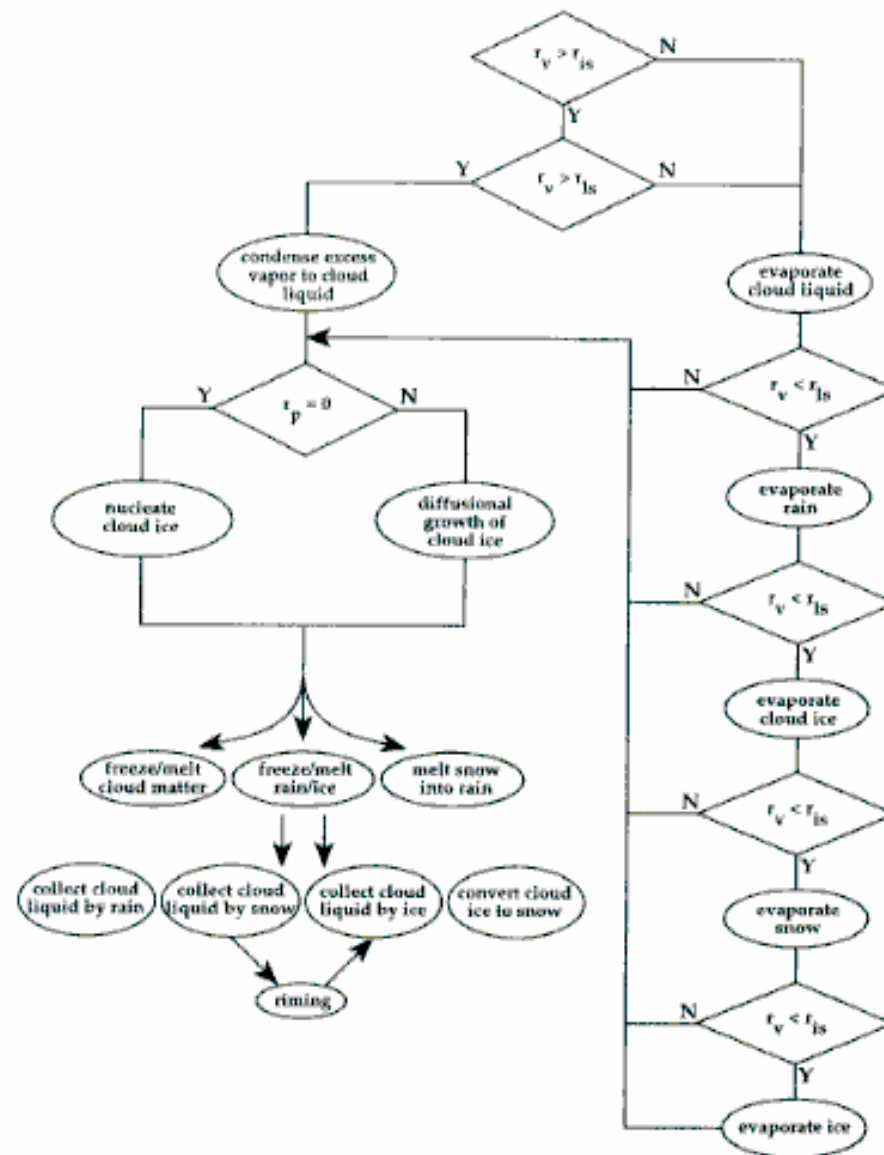 r_v > r_is
N
Y
r_v > r_ls
Y
N
condense excess
vapor to cloud
liquid
evaporate
cloud liquid
r_v < r_ls
N
Y
r_p = 0
Y
N
evaporate
rain
nucleate
cloud ice
diffusional
growth of
cloud ice
r_v < r_ls
N
Y
evaporate
cloud ice
freeze/melt
cloud matter
freeze/melt
rain/ice
melt snow
into rain
r_v < r_is
N
Y
collect cloud
liquid by rain
collect cloud
liquid by snow
collect cloud
liquid by ice
convert cloud
ice to snow
evaporate
snow
riming
r_v < r_is
N
Y
evaporate ice